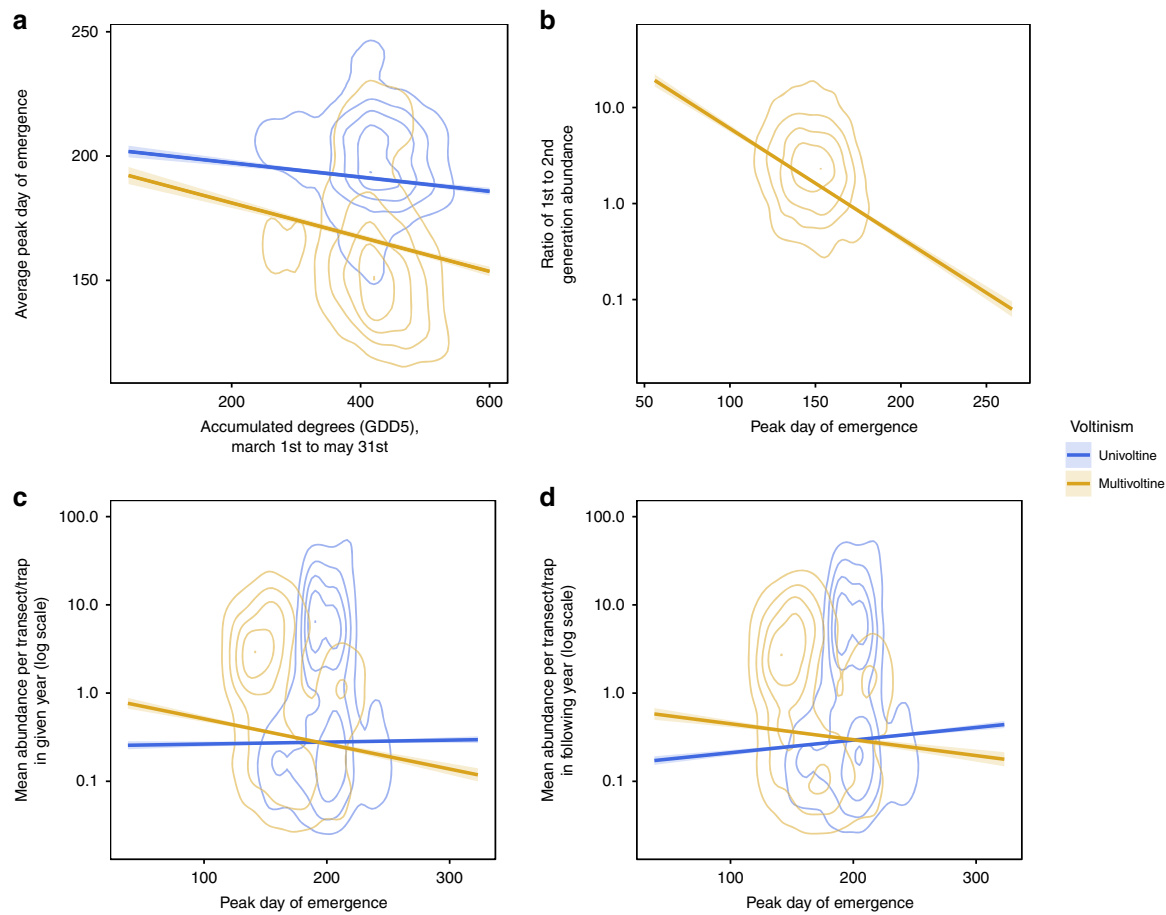 a
Average peak day of emergence
250
200
150
200
400
600
Accumulated degrees (GDD5),
march 1st to may 31st
b
Ratio of 1st to 2nd
generation abundance
10.0
1.0
0.1
50
100
150
200
250
Peak day of emergence
Voltinism
Univoltine
Multivoltine
c
Mean abundance per transect/trap
in given year (log scale)
100.0
10.0
1.0
0.1
100
200
300
Peak day of emergence
d
Mean abundance per transect/trap
in following year (log scale)
100.0
10.0
1.0
0.1
100
200
300
Peak day of emergence